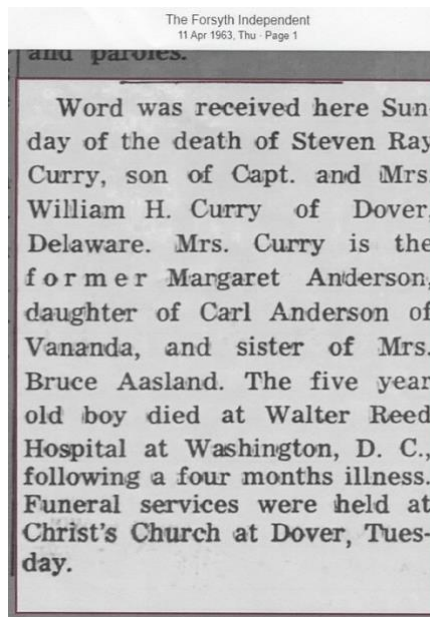 The Forsyth Independent
11 Apr 1963, Thu · Page 1
and paroles.
Word was received here Sun
day of the death of Steven Ray
Curry, son of Capt. and Mrs.
William H. Curry of Dover,
Delaware. Mrs. Curry is the
former Margaret Anderson,
daughter of Carl Anderson of
Vananda, and sister of Mrs.
Bruce Aasland. The five year
old boy died at Walter Reed
Hospital at Washington, D. C.,
following a four months illness.
Funeral services were held at
Christ's Church at Dover, Tues-
day.